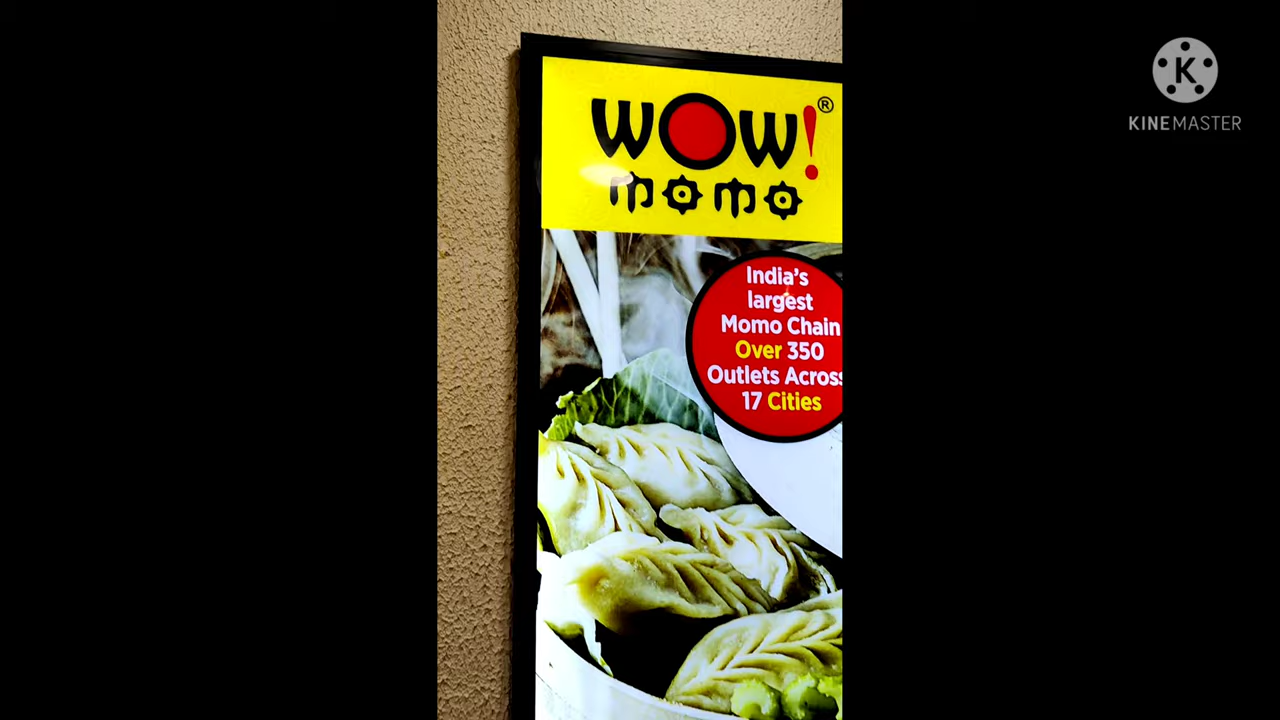 WOW!®
momo
India's
largest
Momo Chain
Over 350
Outlets Across
17 Cities
K
KINEMASTER